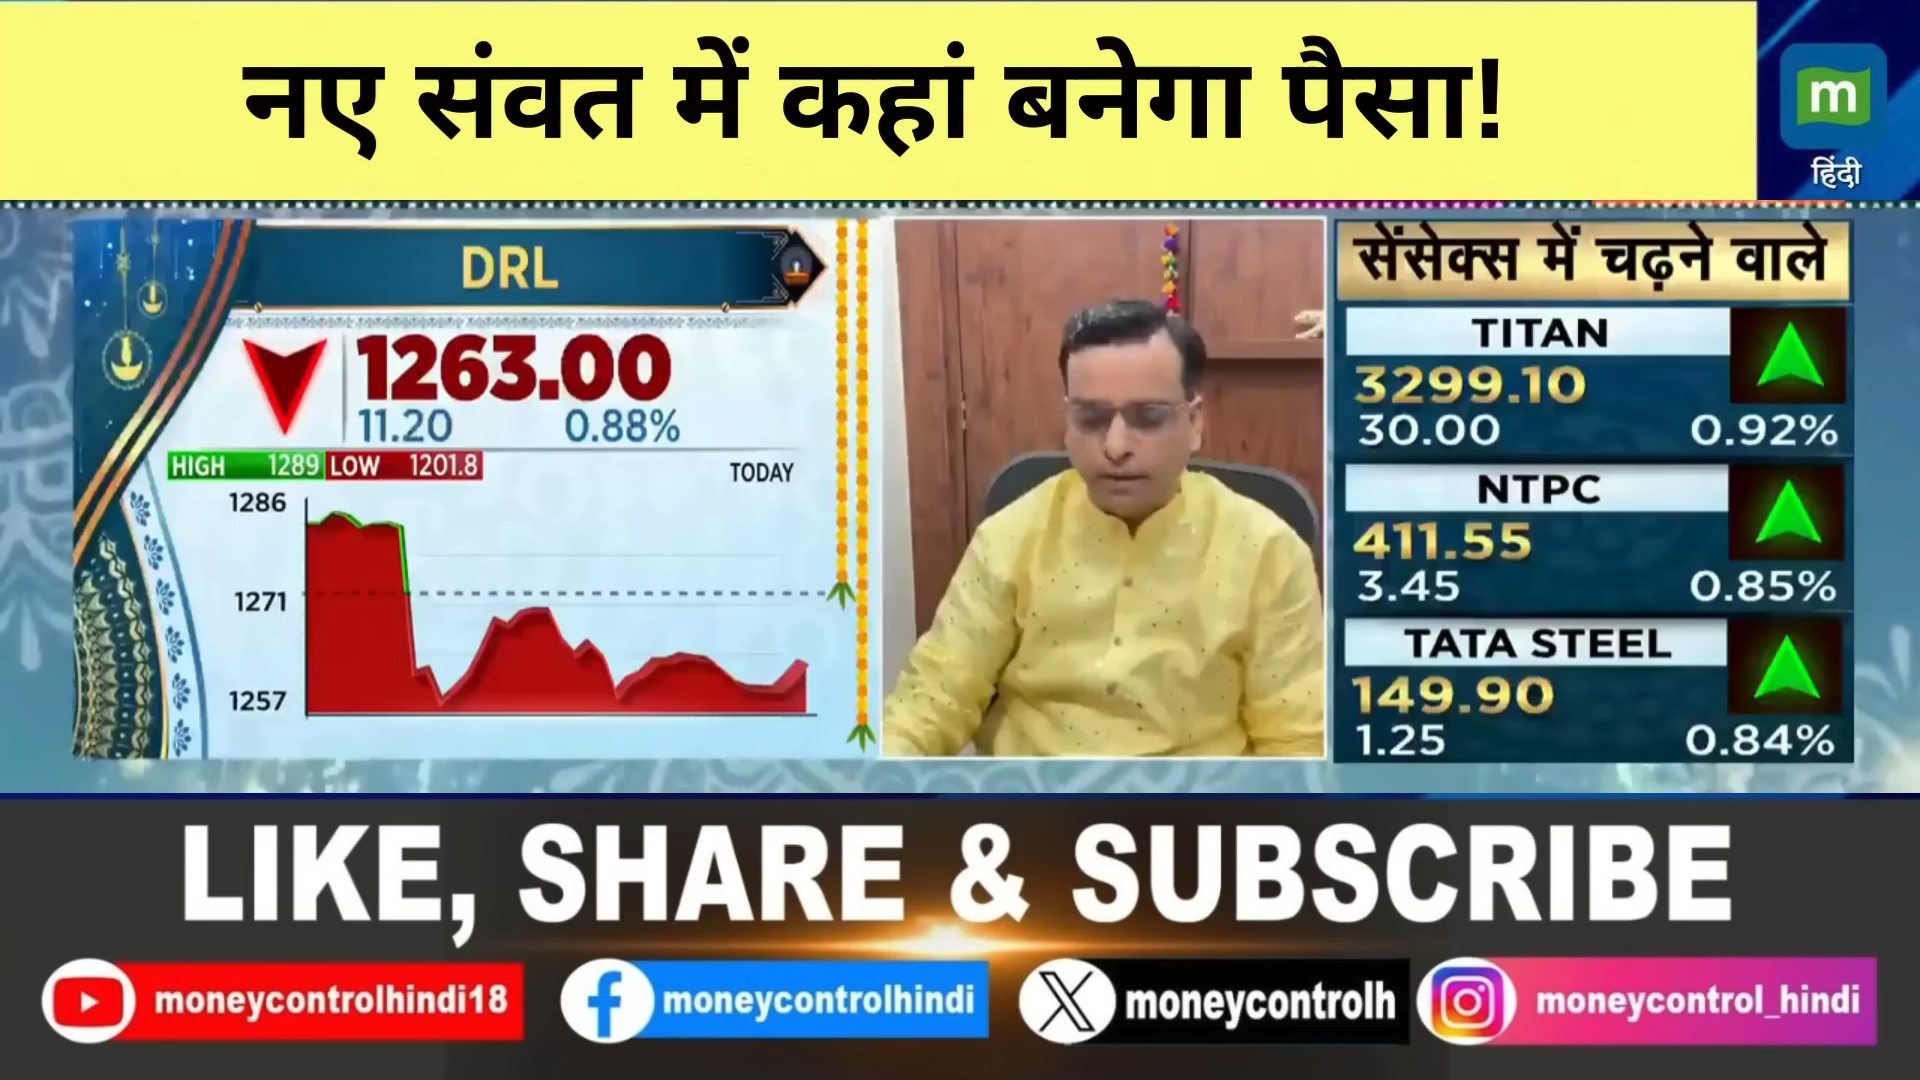 नए संवत में कहां बनेगा पैसा!
m
हिंदी
DRL
1263.00
11.20 0.88%
HIGH 1289 LOW 1201.8
TODAY
1286
1271
1257
सेंसेक्स में चढ़ने वाले
TITAN
3299.10
30.00 0.92%
NTPC
411.55
3.45 0.85%
TATA STEEL
149.90
1.25 0.84%
LIKE, SHARE & SUBSCRIBE
moneycontrolhindi18
moneycontrolhindi
moneycontrolh
moneycontrol_hindi